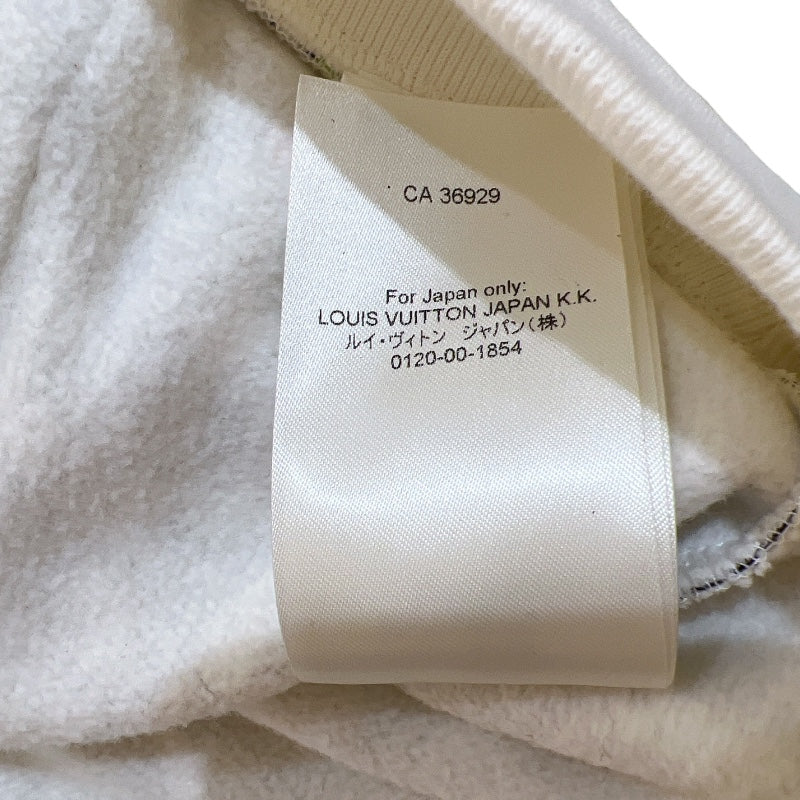 CA 36929
For Japan only:
LOUIS VUITTON JAPAN K.K.
ルイ・ヴィトン　ジャパン(株)
0120-00-1854